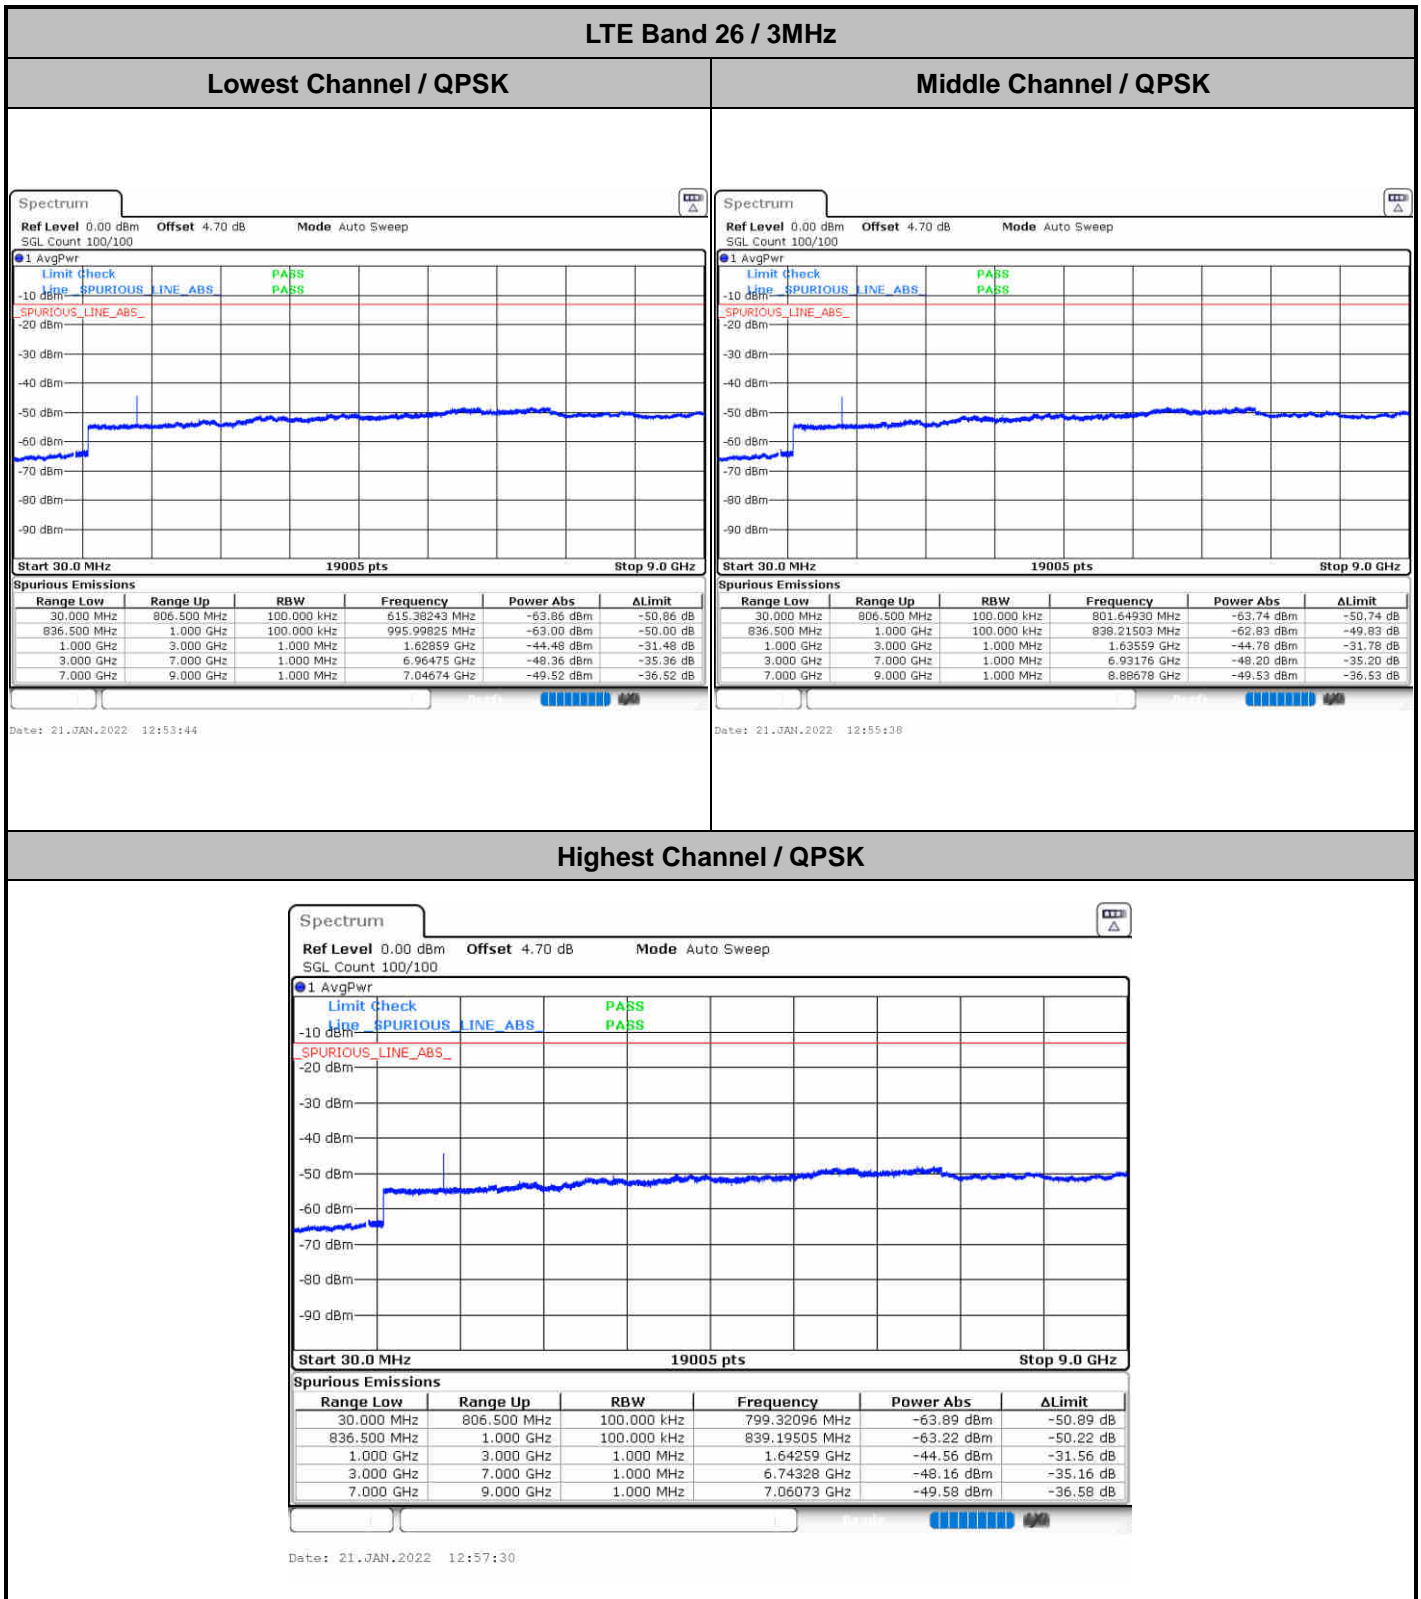 LTE Band 26 / 3MHz
Lowest Channel / QPSK
Middle Channel / QPSK
Spectrum
Ref Level 0.00 dBm Offset 4.70 dB Mode Auto Sweep
SGL Count 100/100
1 AvgPwr
Limit Check PASS
Line _SPURIOUS_LINE_ABS_ PASS
-10 dBm
_SPURIOUS_LINE_ABS_
-20 dBm
-30 dBm
-40 dBm
-50 dBm
-60 dBm
-70 dBm
-80 dBm
-90 dBm
Start 30.0 MHz 19005 pts Stop 9.0 GHz
Spurious Emissions
Range Low Range Up RBW Frequency Power Abs ΔLimit
30.000 MHz 806.500 MHz 100.000 kHz 615.38243 MHz -63.86 dBm -50.86 dB
836.500 MHz 1.000 GHz 100.000 kHz 995.99825 MHz -63.00 dBm -50.00 dB
1.000 GHz 3.000 GHz 1.000 MHz 1.62859 GHz -44.48 dBm -31.48 dB
3.000 GHz 7.000 GHz 1.000 MHz 6.96475 GHz -48.36 dBm -35.36 dB
7.000 GHz 9.000 GHz 1.000 MHz 7.04674 GHz -49.52 dBm -36.52 dB
Date: 21.JAN.2022 12:53:44
Spectrum
Ref Level 0.00 dBm Offset 4.70 dB Mode Auto Sweep
SGL Count 100/100
1 AvgPwr
Limit Check PASS
Line _SPURIOUS_LINE_ABS_ PASS
-10 dBm
_SPURIOUS_LINE_ABS_
-20 dBm
-30 dBm
-40 dBm
-50 dBm
-60 dBm
-70 dBm
-80 dBm
-90 dBm
Start 30.0 MHz 19005 pts Stop 9.0 GHz
Spurious Emissions
Range Low Range Up RBW Frequency Power Abs ΔLimit
30.000 MHz 806.500 MHz 100.000 kHz 801.64930 MHz -63.74 dBm -50.74 dB
836.500 MHz 1.000 GHz 100.000 kHz 838.21503 MHz -62.83 dBm -49.83 dB
1.000 GHz 3.000 GHz 1.000 MHz 1.63559 GHz -44.78 dBm -31.78 dB
3.000 GHz 7.000 GHz 1.000 MHz 6.93176 GHz -48.20 dBm -35.20 dB
7.000 GHz 9.000 GHz 1.000 MHz 8.88678 GHz -49.53 dBm -36.53 dB
Date: 21.JAN.2022 12:55:38
Highest Channel / QPSK
Spectrum
Ref Level 0.00 dBm Offset 4.70 dB Mode Auto Sweep
SGL Count 100/100
1 AvgPwr
Limit Check PASS
Line _SPURIOUS_LINE_ABS_ PASS
-10 dBm
_SPURIOUS_LINE_ABS_
-20 dBm
-30 dBm
-40 dBm
-50 dBm
-60 dBm
-70 dBm
-80 dBm
-90 dBm
Start 30.0 MHz 19005 pts Stop 9.0 GHz
Spurious Emissions
Range Low Range Up RBW Frequency Power Abs ΔLimit
30.000 MHz 806.500 MHz 100.000 kHz 799.32096 MHz -63.89 dBm -50.89 dB
836.500 MHz 1.000 GHz 100.000 kHz 839.19505 MHz -63.22 dBm -50.22 dB
1.000 GHz 3.000 GHz 1.000 MHz 1.64259 GHz -44.56 dBm -31.56 dB
3.000 GHz 7.000 GHz 1.000 MHz 6.74328 GHz -48.16 dBm -35.16 dB
7.000 GHz 9.000 GHz 1.000 MHz 7.06073 GHz -49.58 dBm -36.58 dB
Date: 21.JAN.2022 12:57:30